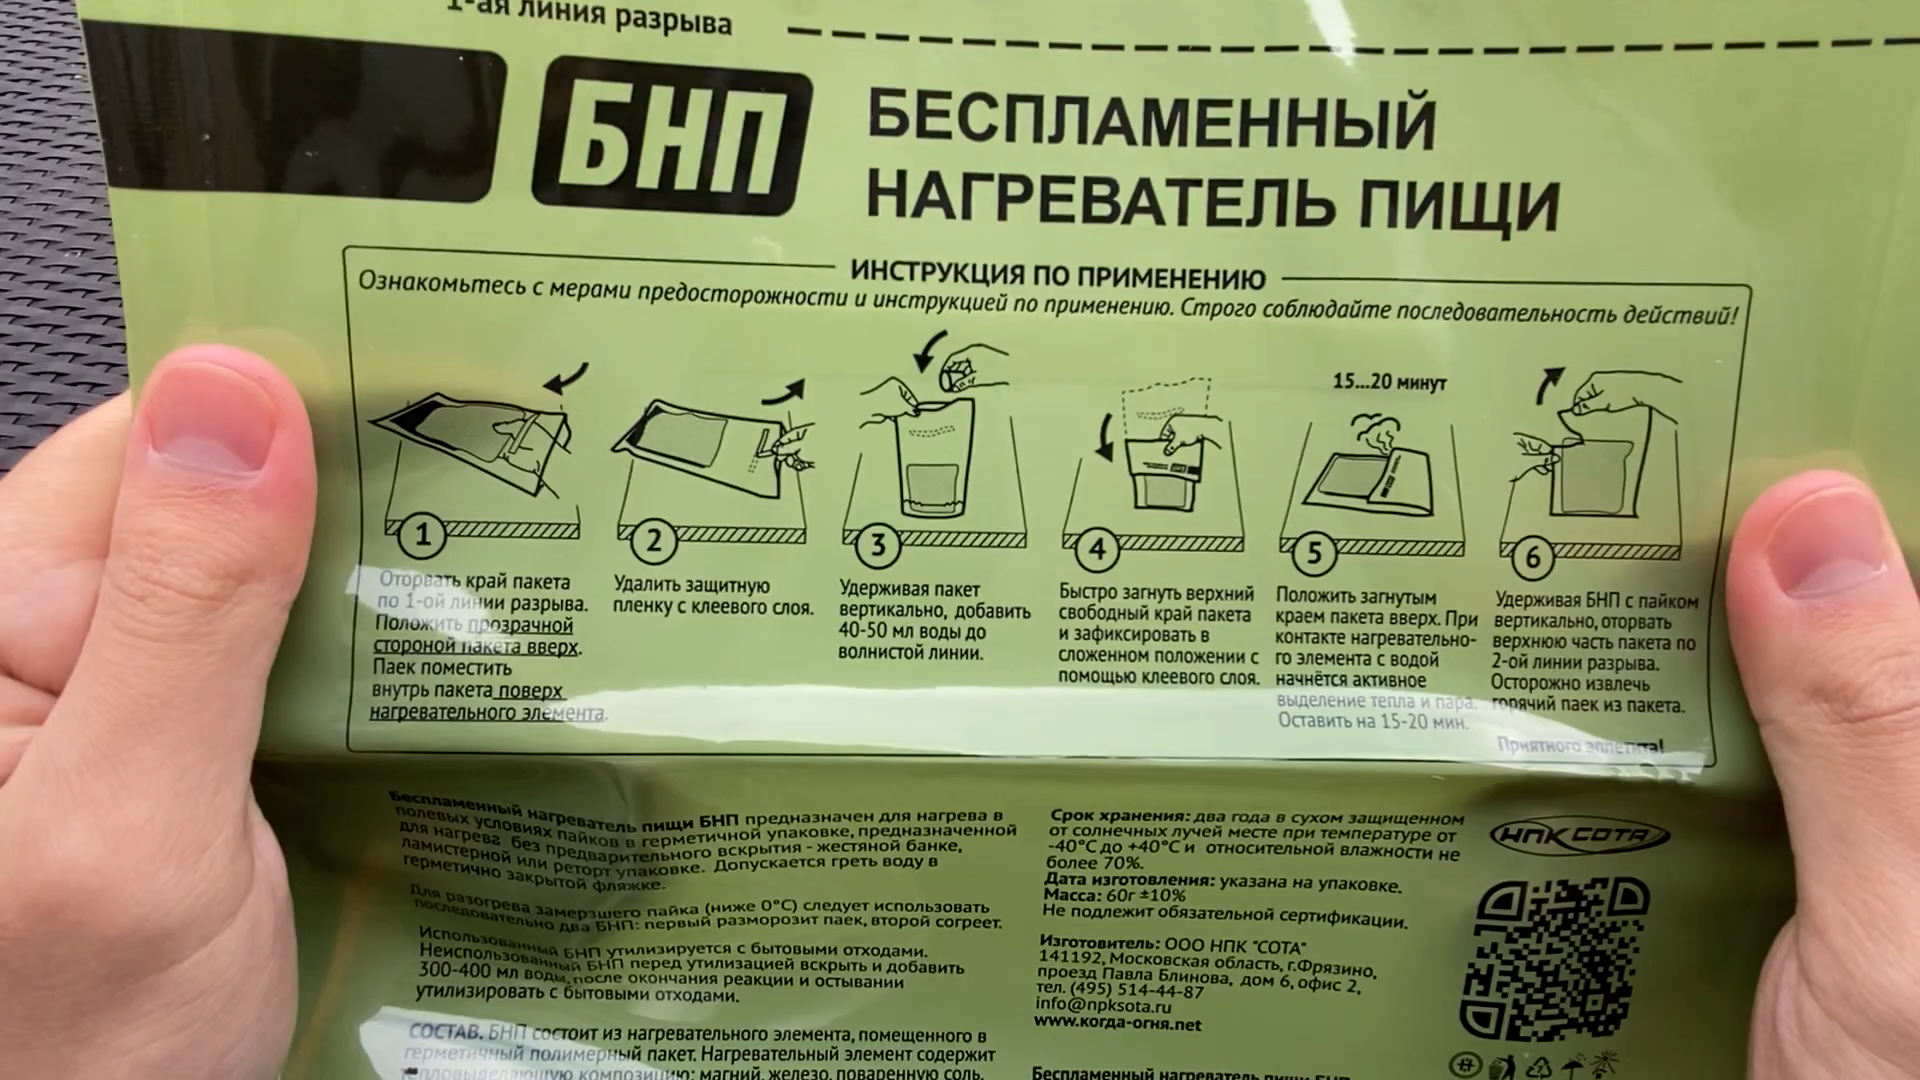 1-ая линия разрыва
БНП
БЕСПЛАМЕННЫЙ
НАГРЕВАТЕЛЬ ПИЩИ
ИНСТРУКЦИЯ ПО ПРИМЕНЕНИЮ
Ознакомьтесь с мерами предосторожности и инструкцией по применению. Строго соблюдайте последовательность действий!
1
Оторвать край пакета
по 1-ой линии разрыва.
Положить прозрачной
стороной пакета вверх.
Паек поместить
внутрь пакета поверх
нагревательного элемента.
2
Удалить защитную
пленку с клеевого слоя.
3
Удерживая пакет
вертикально, добавить
40-50 мл воды до
волнистой линии.
4
БНП
Быстро загнуть верхний
свободный край пакета
и зафиксировать в
сложенном положении с
помощью клеевого слоя.
15...20 минут
5
Положить загнутым
краем пакета вверх. При
контакте нагревательно-
го элемента с водой
начнётся активное
выделение тепла и пара.
Оставить на 15-20 мин.
6
Удерживая БНП с пайком
вертикально, оторвать
верхнюю часть пакета по
2-ой линии разрыва.
Осторожно извлечь
горячий паек из пакета.
Приятного аппетита!
Беспламенный нагреватель пищи БНП предназначен для нагрева в
полевых условиях пайков в герметичной упаковке, предназначенной
для нагрева без предварительного вскрытия - жестяной банке,
ламистерной или реторт упаковке. Допускается греть воду в
герметично закрытой фляжке.
Для разогрева замерзшего пайка (ниже 0°С) следует использовать
последовательно два БНП: первый разморозит паек, второй согреет.
Использованный БНП утилизируется с бытовыми отходами.
Неиспользованный БНП перед утилизацией вскрыть и добавить
300-400 мл воды, после окончания реакции и остывании
утилизировать с бытовыми отходами.
СОСТАВ. БНП состоит из нагревательного элемента, помещенного в
герметичный полимерный пакет. Нагревательный элемент содержит
тепловыделяющую композицию: магний, железо, поваренную соль,
Срок хранения: два года в сухом защищенном
от солнечных лучей месте при температуре от
-40°С до +40°С и относительной влажности не
более 70%.
Дата изготовления: указана на упаковке.
Масса: 60г ±10%
Не подлежит обязательной сертификации.
Изготовитель: ООО НПК "СОТА"
141192, Московская область, г.Фрязино,
проезд Павла Блинова, дом 6, офис 2,
тел. (495) 514-44-87
info@npksota.ru
www.когда-огня.net
Беспламенный нагреватель пищи БНП
НПК СОТА